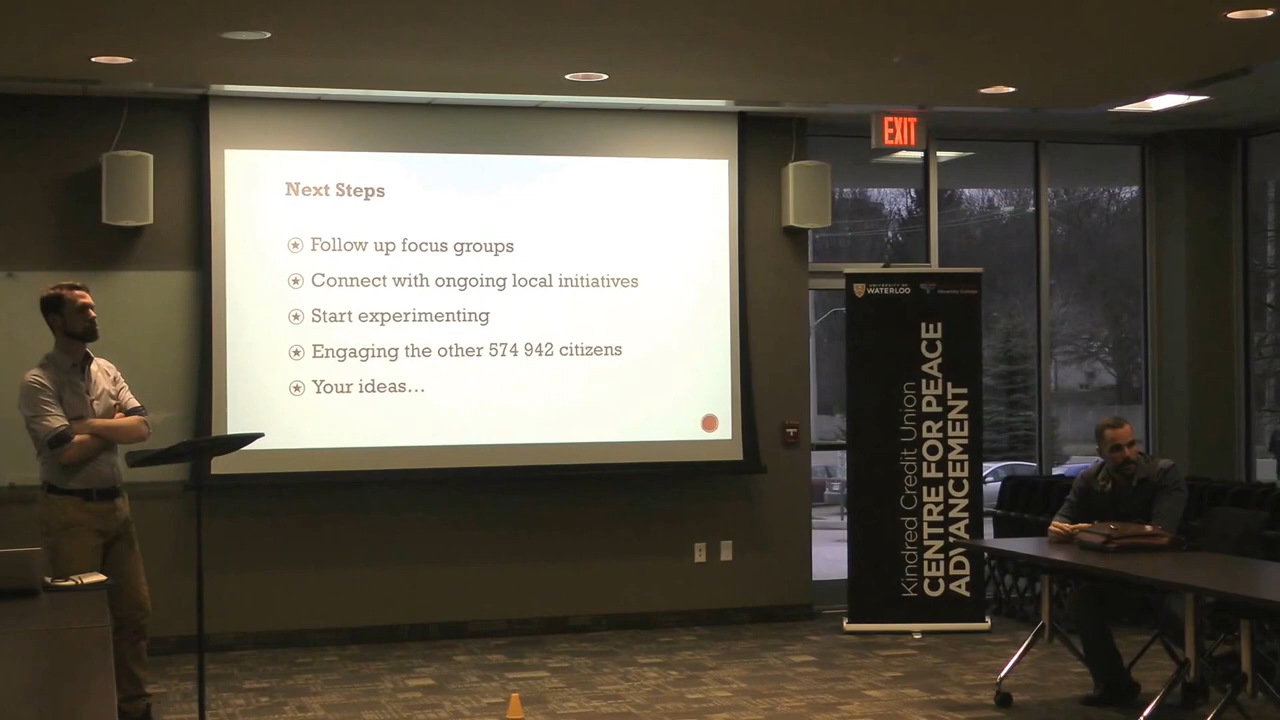 EXIT
Next Steps
Follow up focus groups
Connect with ongoing local initiatives
Start experimenting
Engaging the other 574 942 citizens
Your ideas...
UNIVERSITY OF
WATERLOO
Kindred Credit Union
CENTRE FOR PEACE
ADVANCEMENT